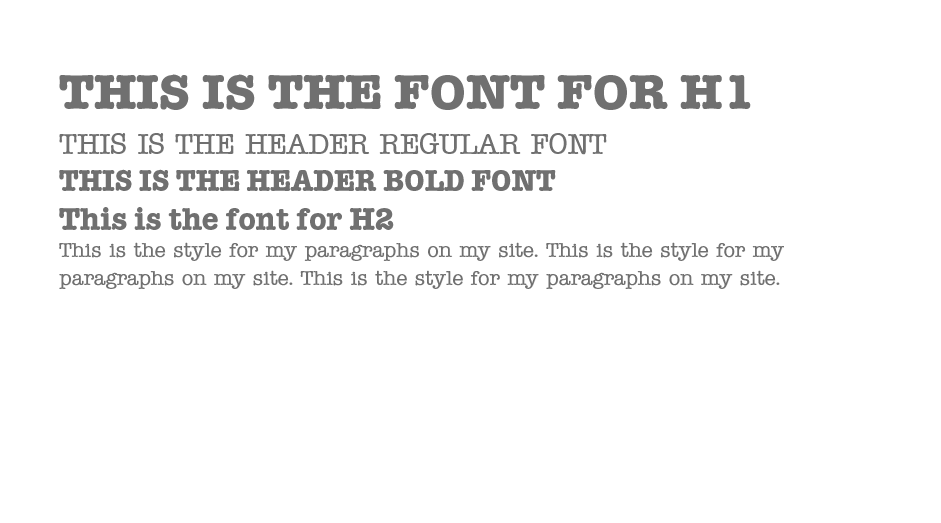 THIS IS THE FONT FOR H1
THIS IS THE HEADER REGULAR FONT
THIS IS THE HEADER BOLD FONT
This is the font for H2
This is the style for my paragraphs on my site. This is the style for my
paragraphs on my site. This is the style for my paragraphs on my site.